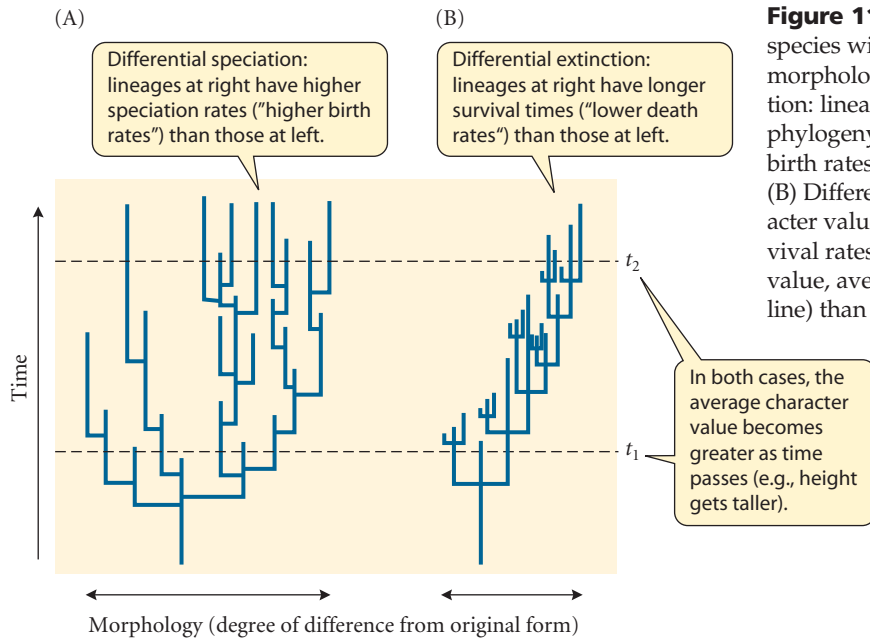 (A)
(B)
Differential speciation:
lineages at right have higher
speciation rates ("higher birth
rates") than those at left.
Differential extinction:
lineages at right have longer
survival times ("lower death
rates") than those at left.
Figure 11
species wi
morpholo
tion: linea
phylogeny
birth rates
(B) Differe
acter valu
vival rates
value, ave
line) than
Time
t2
t1
In both cases, the
average character
value becomes
greater as time
passes (e.g., height
gets taller).
Morphology (degree of difference from original form)